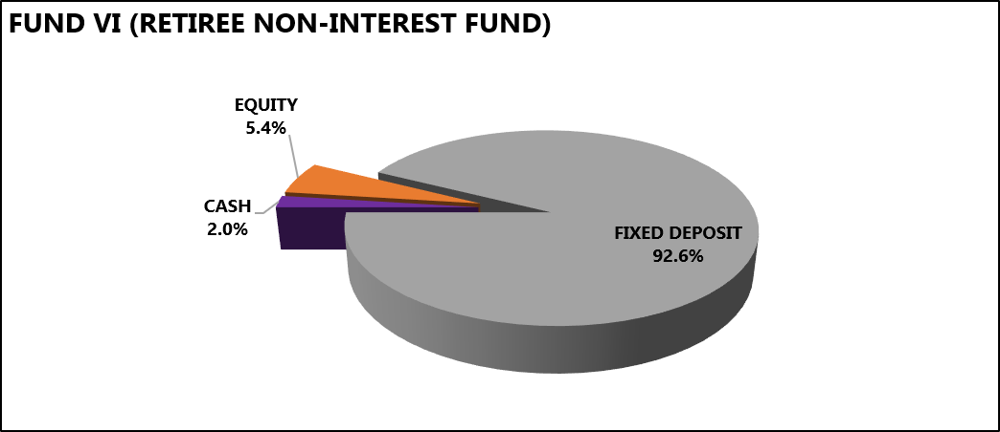 FUND VI (RETIREE NON-INTEREST FUND)
EQUITY
5.4%
CASH
2.0%
FIXED DEPOSIT
92.6%